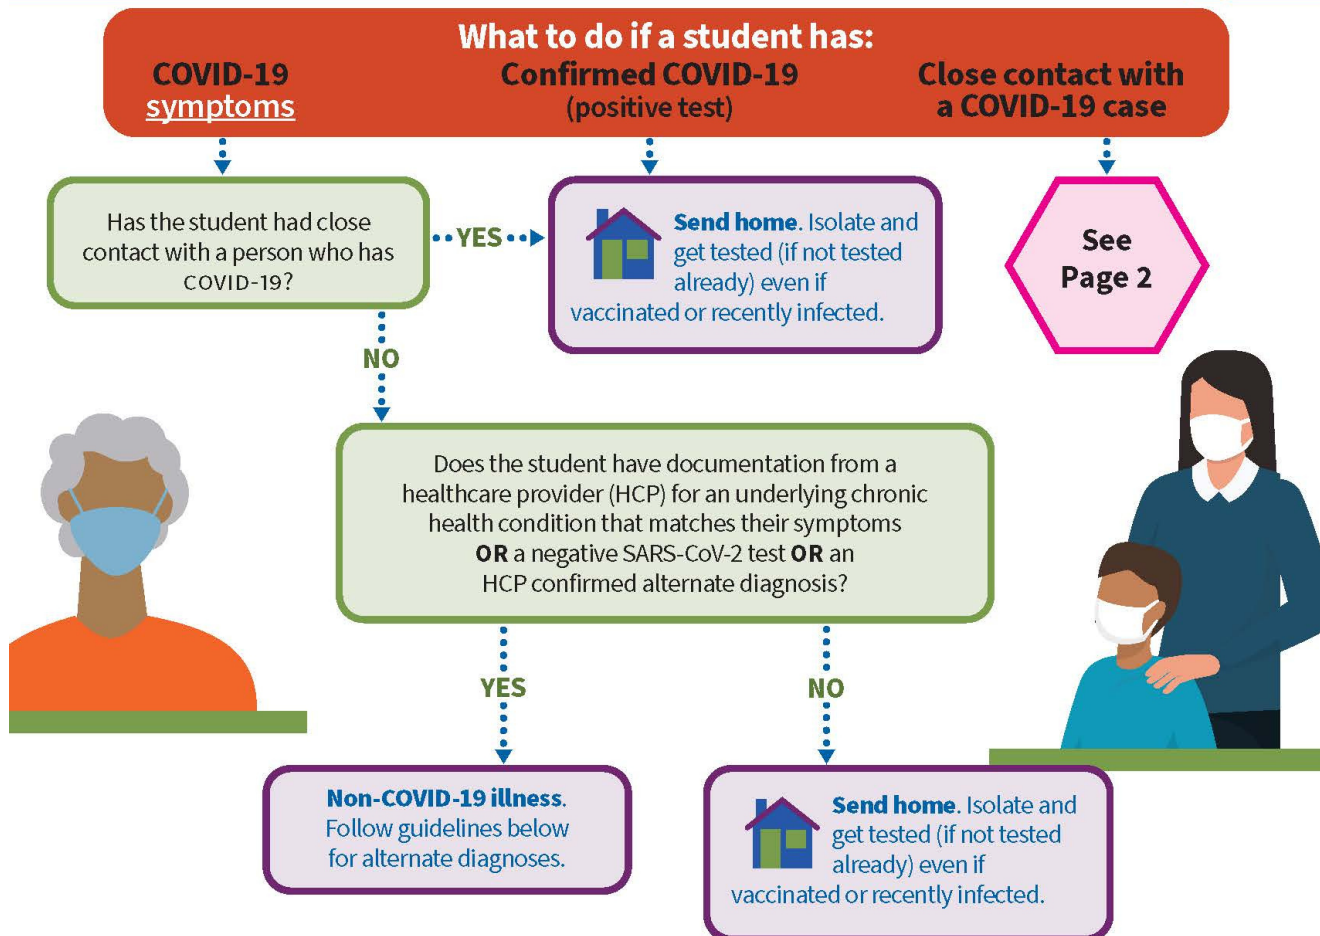 What to do if a student has:
COVID-19
symptoms
Confirmed COVID-19
(positive test)
Close contact with
a COVID-19 case
Has the student had close
contact with a person who has
COVID-19?
YES
Send home. Isolate and
get tested (if not tested
already) even if
vaccinated or recently infected.
See
Page 2
NO
Does the student have documentation from a
healthcare provider (HCP) for an underlying chronic
health condition that matches their symptoms
OR a negative SARS-CoV-2 test OR an
HCP confirmed alternate diagnosis?
YES
NO
Non-COVID-19 illness.
Follow guidelines below
for alternate diagnoses.
Send home. Isolate and
get tested (if not tested
already) even if
vaccinated or recently infected.